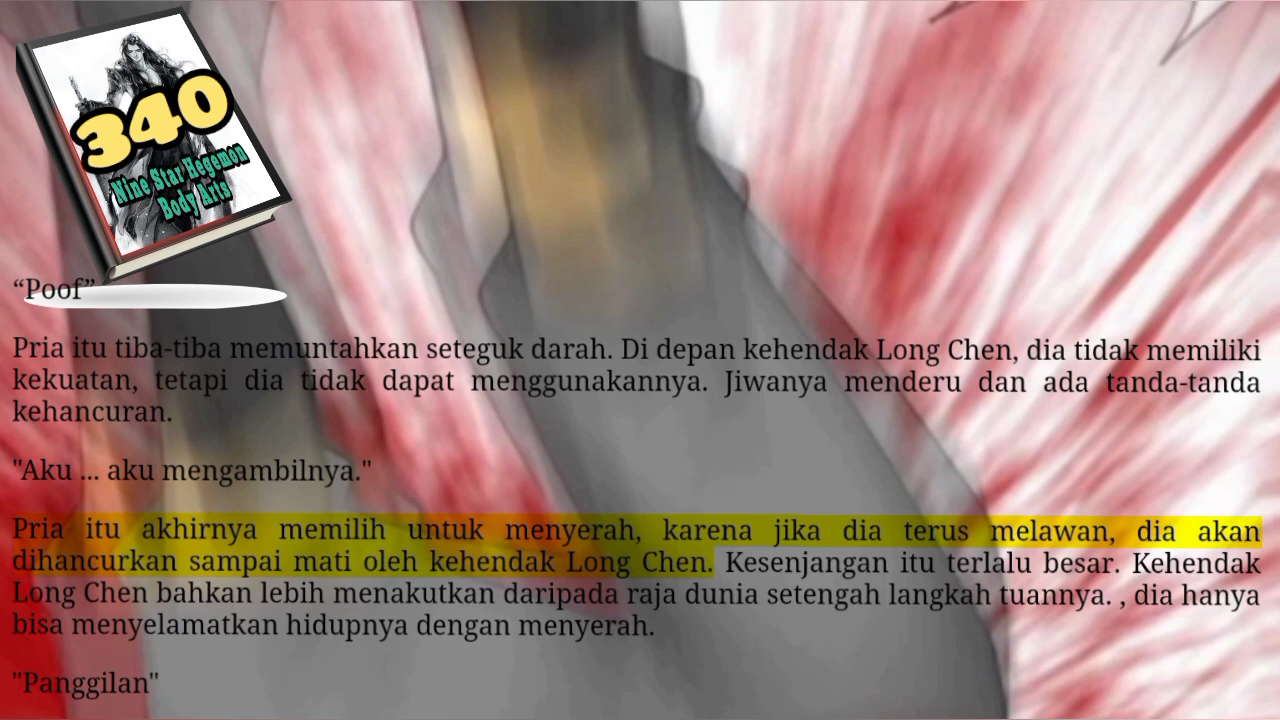 340
Nine Star Hegemon
Body Arts
“Poof”
Pria itu tiba-tiba memuntahkan seteguk darah. Di depan kehendak Long Chen, dia tidak memiliki
kekuatan, tetapi dia tidak dapat menggunakannya. Jiwanya menderu dan ada tanda-tanda
kehancuran.
"Aku ... aku mengambilnya."
Pria itu akhirnya memilih untuk menyerah, karena jika dia terus melawan, dia akan
dihancurkan sampai mati oleh kehendak Long Chen. Kesenjangan itu terlalu besar. Kehendak
Long Chen bahkan lebih menakutkan daripada raja dunia setengah langkah tuannya. , dia hanya
bisa menyelamatkan hidupnya dengan menyerah.
"Panggilan"